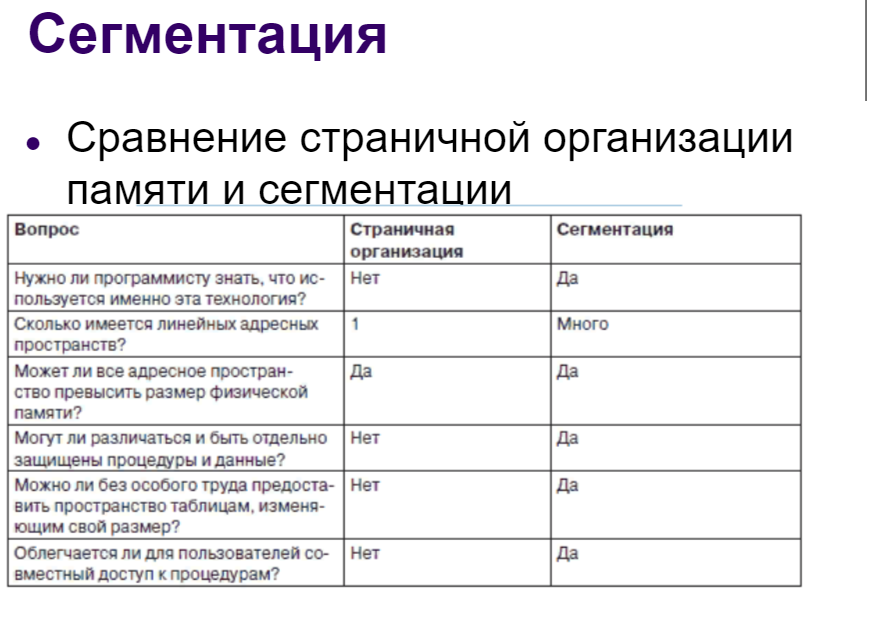 Сегментация
• Сравнение страничной организации
памяти и сегментации
Вопрос
Страничная
организация
Сегментация
Нужно ли программисту знать, что ис-
пользуется именно эта технология?
Нет
Да
Сколько имеется линейных адресных
пространств?
1
Много
Может ли все адресное простран-
ство превысить размер физической
памяти?
Да
Да
Могут ли различаться и быть отдельно
защищены процедуры и данные?
Нет
Да
Можно ли без особого труда предоста-
вить пространство таблицам, изменя-
ющим свой размер?
Нет
Да
Облегчается ли для пользователей со-
вместный доступ к процедурам?
Нет
Да